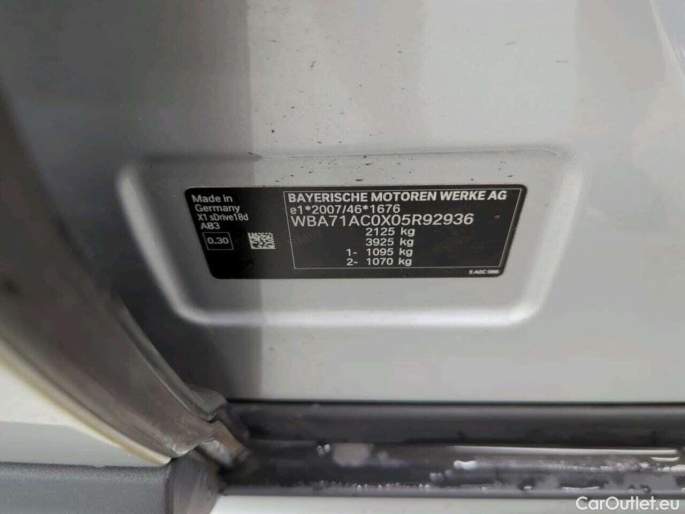 Made in
Germany
X1 sDrive18d
AB3
0.30
BAYERISCHE MOTOREN WERKE AG
e1*2007/46*1676
WBA71AC0X05R92936
2125 kg
3925 kg
1- 1095 kg
2- 1070 kg
CarOutlet.eu